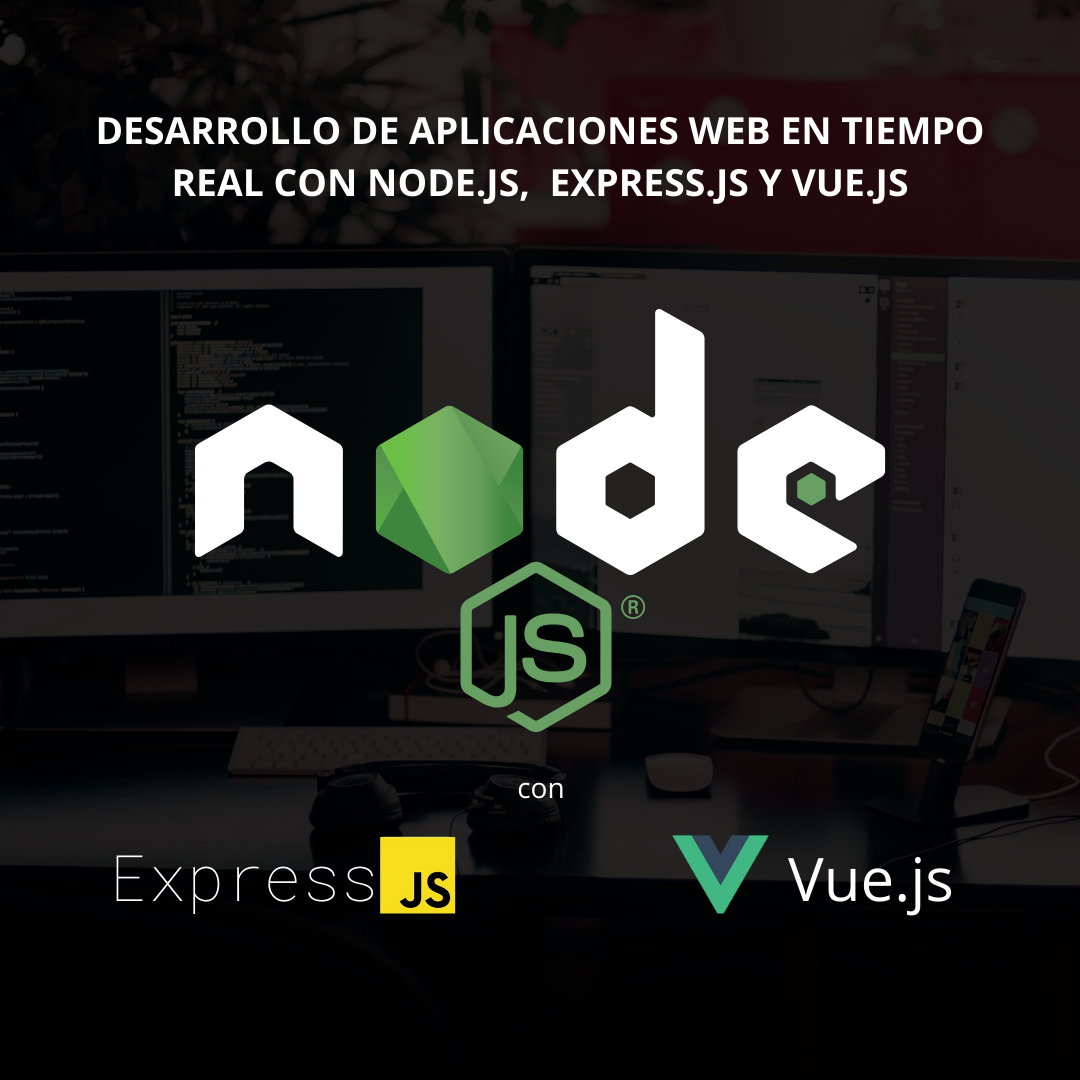 DESARROLLO DE APLICACIONES WEB EN TIEMPO
REAL CON NODE.JS,  EXPRESS.JS Y VUE.JS
node
JS®
con
Express JS
Vue.js